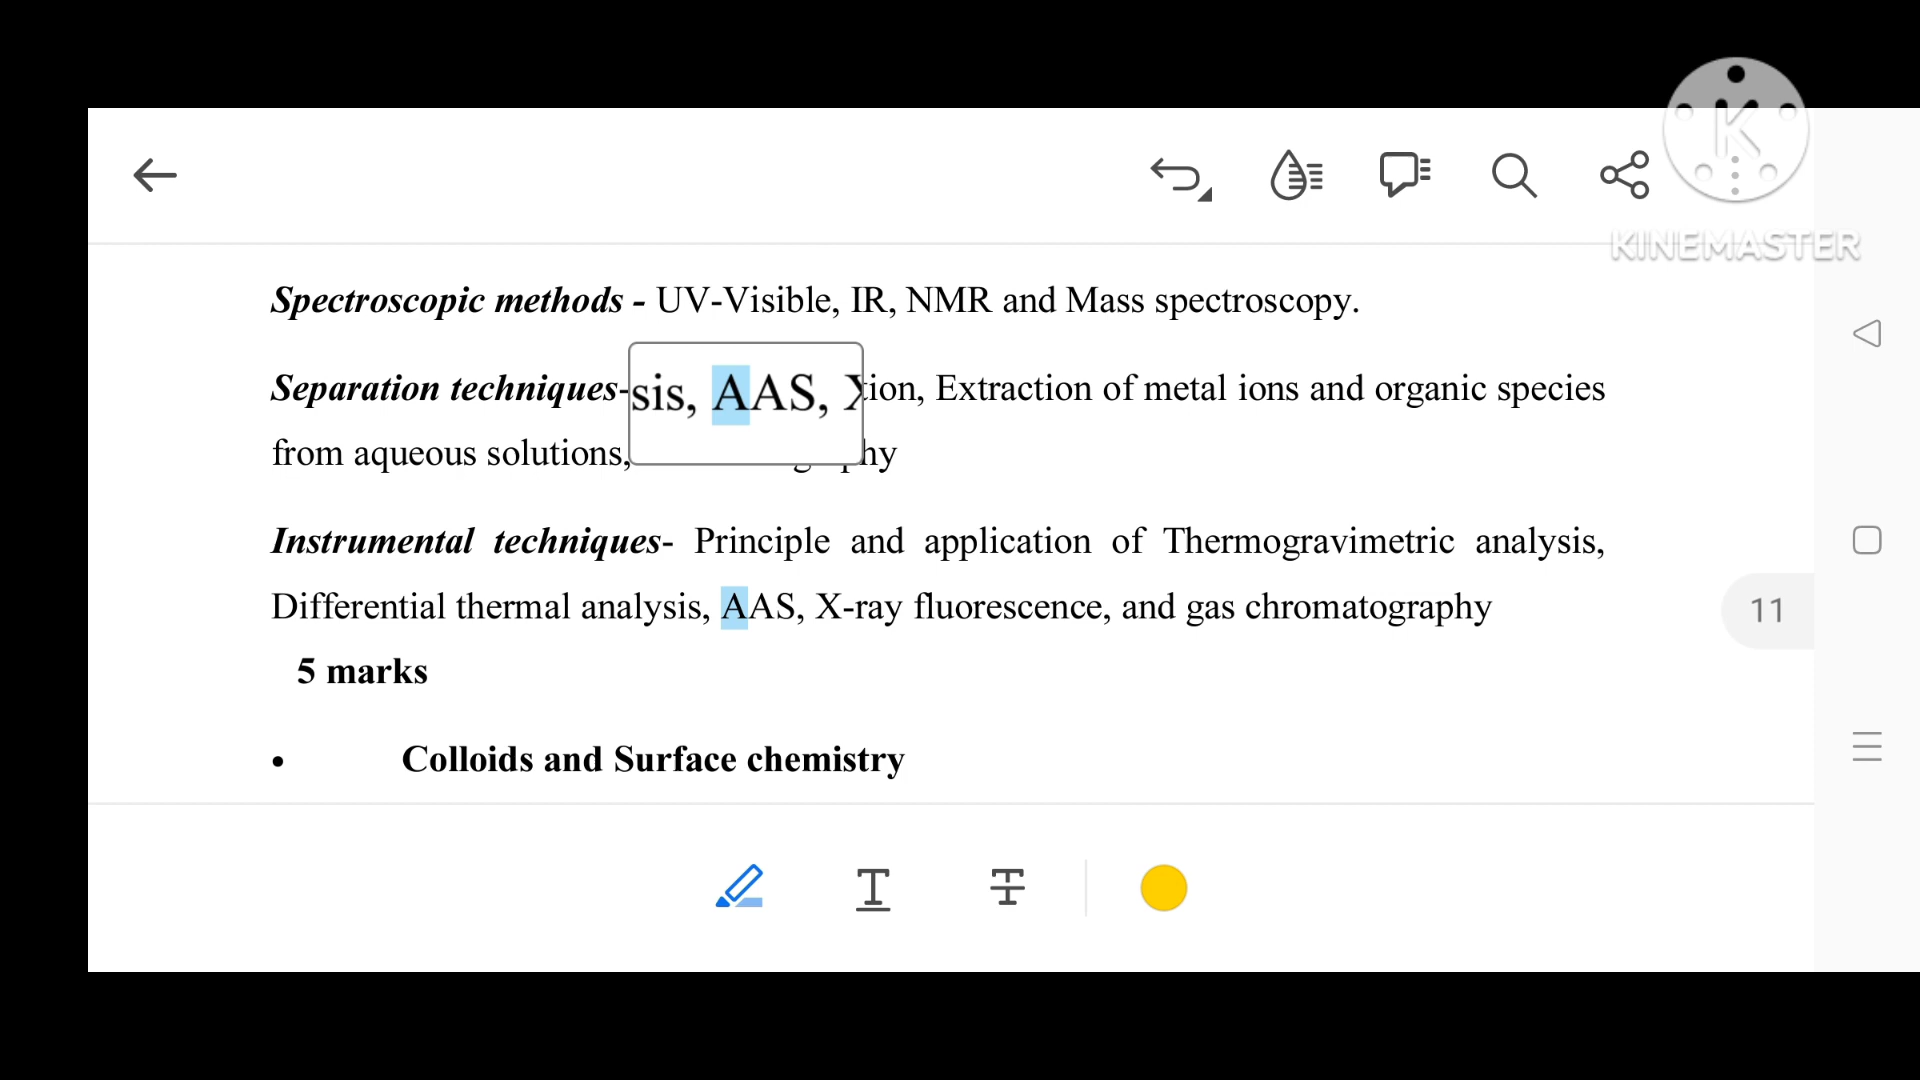 KINEMASTER
Spectroscopic methods - UV-Visible, IR, NMR and Mass spectroscopy.
Separation techniques- sis, AAS, X tion, Extraction of metal ions and organic species
from aqueous solutions, hy
Instrumental techniques- Principle and application of Thermogravimetric analysis,
Differential thermal analysis, AAS, X-ray fluorescence, and gas chromatography
11
5 marks
• Colloids and Surface chemistry